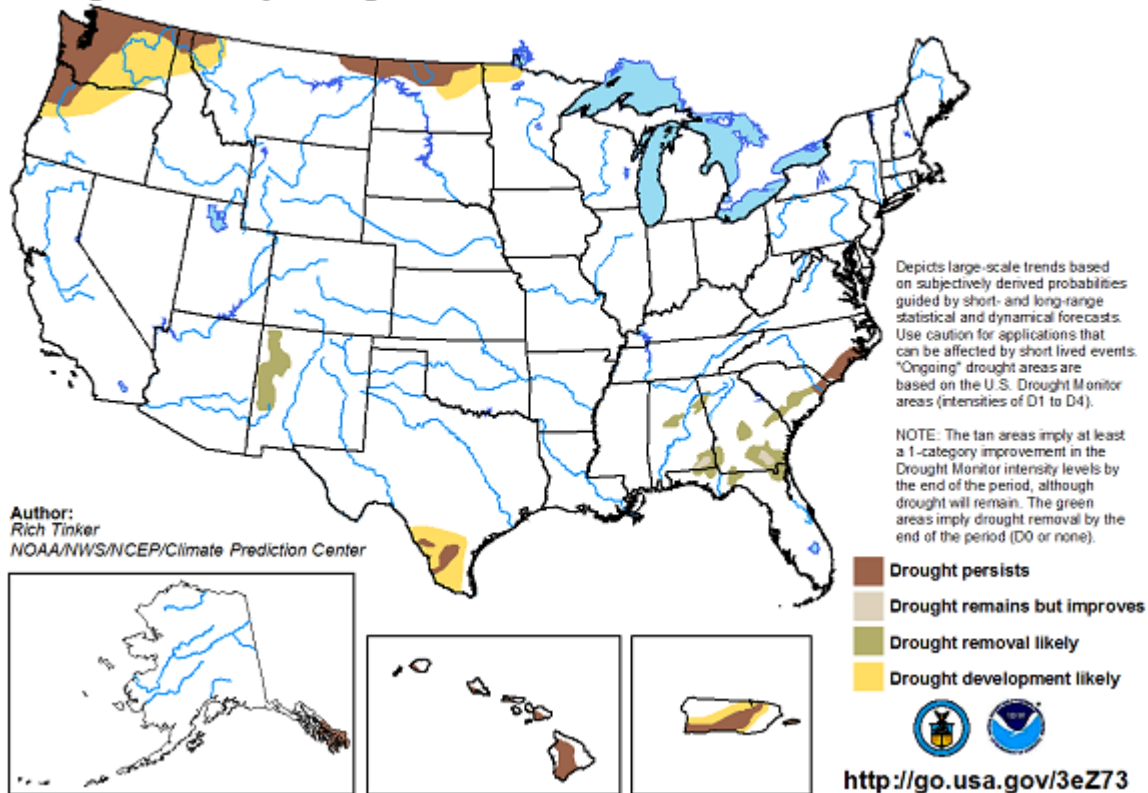 Depicts large-scale trends based
on subjectively derived probabilities
guided by short- and long-range
statistical and dynamical forecasts.
Use caution for applications that
can be affected by short lived events.
"Ongoing" drought areas are
based on the U.S. Drought Monitor
areas (intensities of D1 to D4).
NOTE: The tan areas imply at least
a 1-category improvement in the
Drought Monitor intensity levels by
the end of the period, although
drought will remain. The green
areas imply drought removal by the
end of the period (D0 or none).
Author:
Rich Tinker
NOAA/NWS/NCEP/Climate Prediction Center
Drought persists
Drought remains but improves
Drought removal likely
Drought development likely
http://go.usa.gov/3eZ73